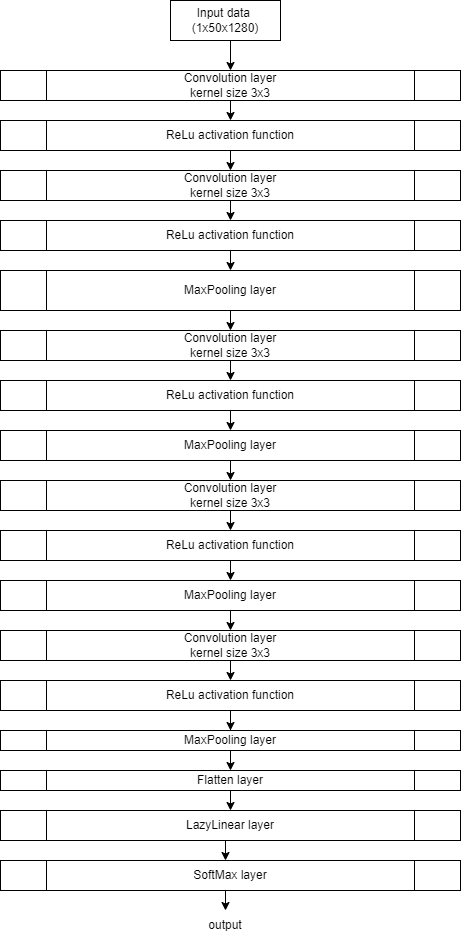 Input data
(1x50x1280)
Convolution layer
kernel size 3x3
ReLu activation function
Convolution layer
kernel size 3x3
ReLu activation function
MaxPooling layer
Convolution layer
kernel size 3x3
ReLu activation function
MaxPooling layer
Convolution layer
kernel size 3x3
ReLu activation function
MaxPooling layer
Convolution layer
kernel size 3x3
ReLu activation function
MaxPooling layer
Flatten layer
LazyLinear layer
SoftMax layer
output